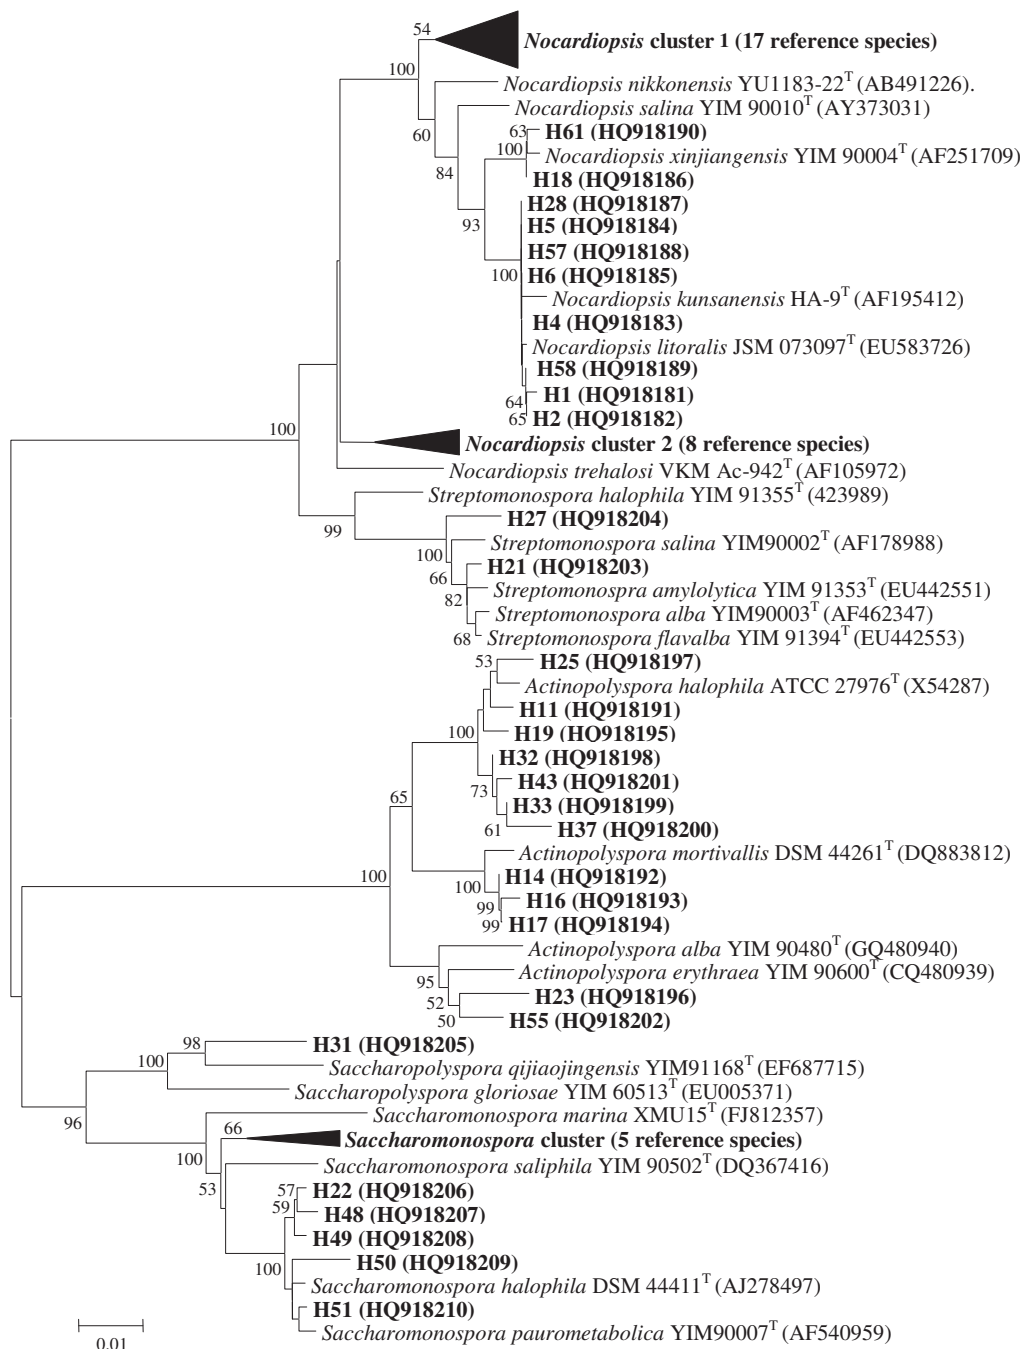 54
Nocardiopsis cluster 1 (17 reference species)
100
Nocardiopsis nikkonensis YU1183-22T (AB491226).
Nocardiopsis salina YIM 90010T (AY373031)
60
63
H61 (HQ918190)
100
Nocardiopsis xinjiangensis YIM 90004T (AF251709)
84
H18 (HQ918186)
H28 (HQ918187)
93
H5 (HQ918184)
H57 (HQ918188)
100
H6 (HQ918185)
Nocardiopsis kunsanensis HA-9T (AF195412)
H4 (HQ918183)
Nocardiopsis litoralis JSM 073097T (EU583726)
H58 (HQ918189)
H1 (HQ918181)
64
65
H2 (HQ918182)
100
Nocardiopsis cluster 2 (8 reference species)
Nocardiopsis trehalosi VKM Ac-942T (AF105972)
Streptomonospora halophila YIM 91355T (423989)
99
H27 (HQ918204)
Streptomonospora salina YIM90002T (AF178988)
100
H21 (HQ918203)
66
Streptomonospra amylolytica YIM 91353T (EU442551)
82
Streptomonospora alba YIM90003T (AF462347)
68
Streptomonospora flavalba YIM 91394T (EU442553)
53
H25 (HQ918197)
Actinopolyspora halophila ATCC 27976T (X54287)
H11 (HQ918191)
100
H19 (HQ918195)
H32 (HQ918198)
H43 (HQ918201)
73
65
H33 (HQ918199)
61
H37 (HQ918200)
Actinopolyspora mortivallis DSM 44261T (DQ883812)
100
H14 (HQ918192)
100
H16 (HQ918193)
99
99
H17 (HQ918194)
Actinopolyspora alba YIM 90480T (GQ480940)
Actinopolyspora erythraea YIM 90600T (CQ480939)
95
H23 (HQ918196)
52
50
H55 (HQ918202)
98
H31 (HQ918205)
100
Saccharopolyspora qijiaojingensis YIM91168T (EF687715)
Saccharopolyspora gloriosae YIM 60513T (EU005371)
96
Saccharomonospora marina XMU15T (FJ812357)
66
Saccharomonospora cluster (5 reference species)
100
Saccharomonospora saliphila YIM 90502T (DQ367416)
53
57
H22 (HQ918206)
59
H48 (HQ918207)
H49 (HQ918208)
100
H50 (HQ918209)
Saccharomonospora halophila DSM 44411T (AJ278497)
H51 (HQ918210)
Saccharomonospora paurometabolica YIM90007T (AF540959)
0.01